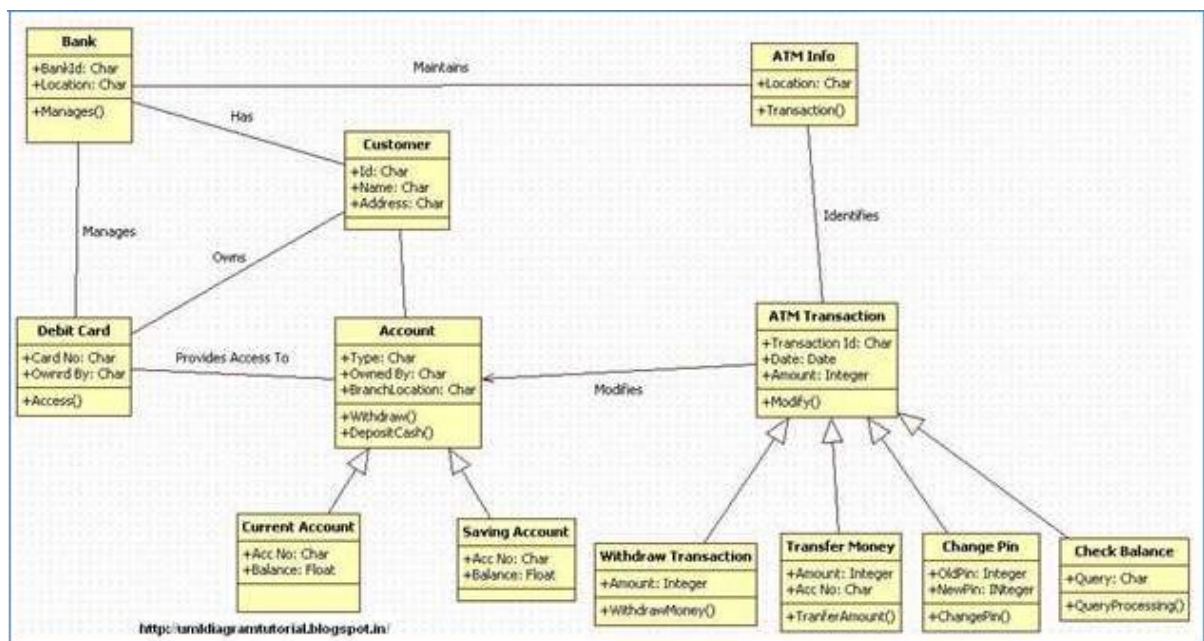 Bank
+BankId: Char
+Location: Char
+Manages()
Maintains
ATM Info
+Location: Char
+Transaction()
Has
Customer
+Id: Char
+Name: Char
+Address: Char
Manages
Owns
Identifies
Debit Card
+Card No: Char
+Ownrd By: Char
+Access()
Provides Access To
Account
+Type: Char
+Owned By: Char
+BranchLocation: Char
+Withdraw()
+DepositCash()
Modifies
ATM Transaction
+Transaction Id: Char
+Date: Date
+Amount: Integer
+Modify()
Current Account
+Acc No: Char
+Balance: Float
Saving Account
+Acc No: Char
+Balance: Float
Withdraw Transaction
+Amount: Integer
+WithdrawMoney()
Transfer Money
+Amount: Integer
+Acc No: Char
+TranferAmount()
Change Pin
+OldPin: Integer
+NewPin: INteger
+ChangePin()
Check Balance
+Query: Char
+QueryProcessing()
http://umldiagramtutorial.blogspot.in/